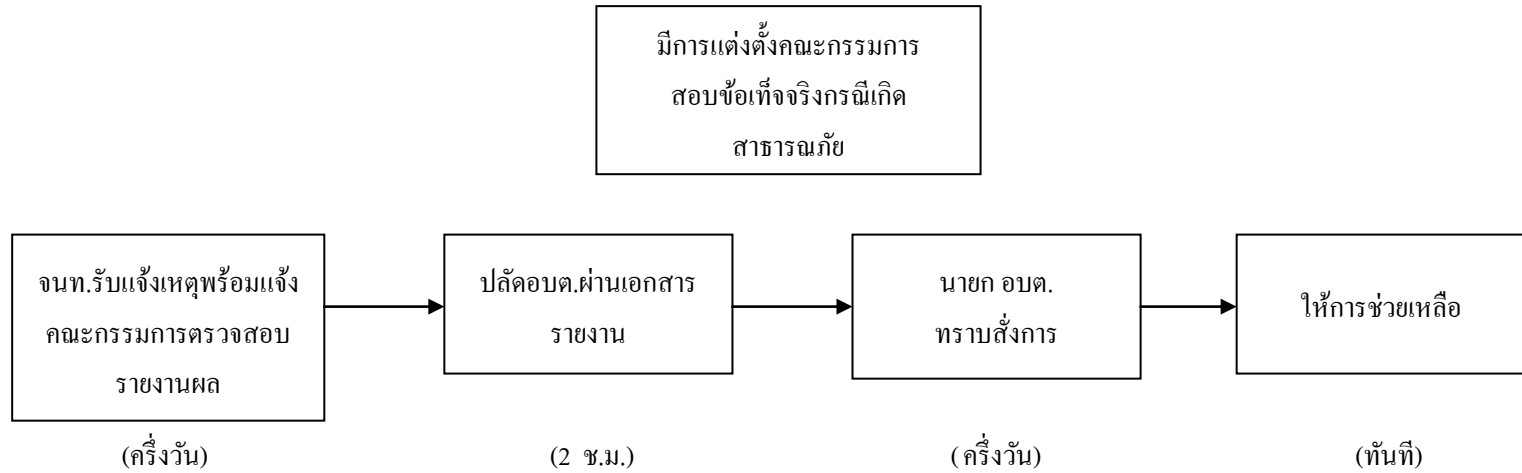 มีการแต่งตั้งคณะกรรมการ
สอบข้อเท็จจริงกรณีเกิด
สาธารณภัย
จนท.รับแจ้งเหตุพร้อมแจ้ง
คณะกรรมการตรวจสอบ
รายงานผล
(ครึ่งวัน)
ปลัดอบต.ผ่านเอกสาร
รายงาน
(2 ช.ม.)
นายก อบต.
ทราบสั่งการ
(ครึ่งวัน)
ให้การช่วยเหลือ
(ทันที)